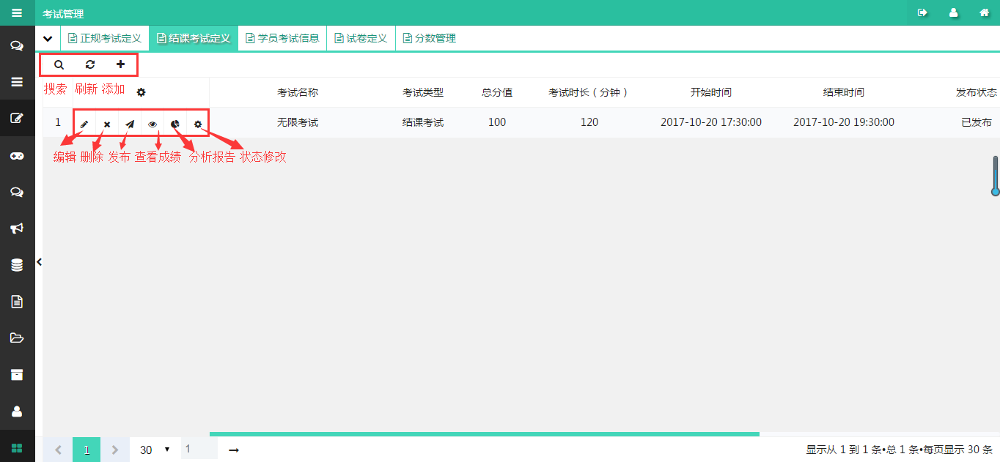 考试管理
正规考试定义 结课考试定义 学员考试信息 试卷定义 分数管理
搜索 刷新 添加 考试名称 考试类型 总分值 考试时长（分钟） 开始时间 结束时间 发布状态
1 无限考试 结课考试 100 120 2017-10-20 17:30:00 2017-10-20 19:30:00 已发布
编辑 删除 发布 查看成绩 分析报告 状态修改
1 30 1 显示从 1 到 1 条•总 1 条•每页显示 30 条